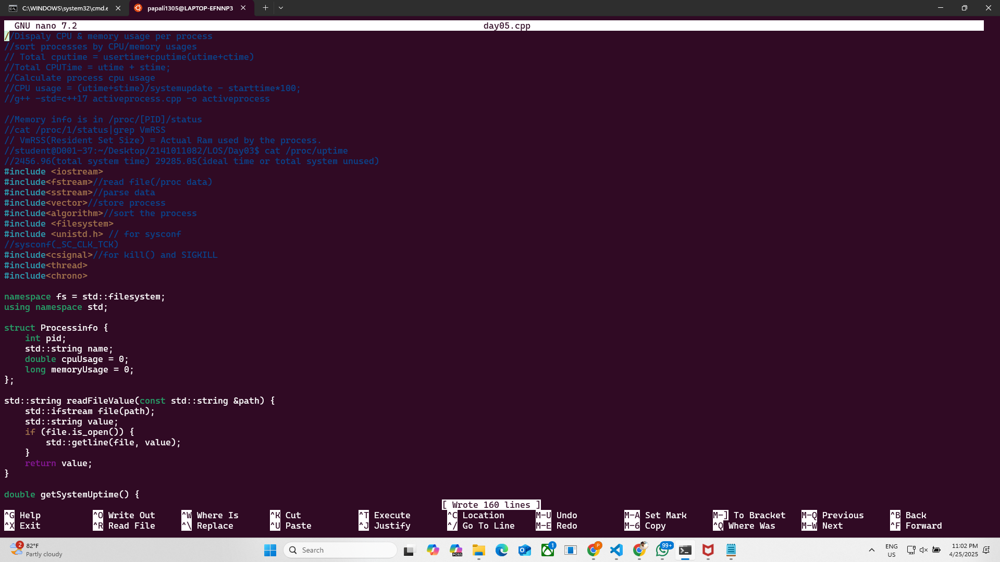 C:\WINDOWS\system32\cmd.e
papali1305@LAPTOP-EFNNP3
GNU nano 7.2 day05.cpp
//Dispaly CPU & memory usage per process
//sort processes by CPU/memory usages
// Total cputime = usertime+cputime(utime+ctime)
//Total CPUTime = utime + stime;
//Calculate process cpu usage
//CPU usage = (utime+stime)/systemupdate - starttime*100;
//g++ -std=c++17 activeprocess.cpp -o activeprocess
//Memory info is in /proc/[PID]/status
//cat /proc/1/status|grep VmRSS
// VmRSS(Resident Set Size) = Actual Ram used by the process.
//student@D001-37:~/Desktop/2141011082/LOS/Day03$ cat /proc/uptime
//2456.96(total system time) 29285.05(ideal time or total system unused)
#include <iostream>
#include<fstream>//read file(/proc data)
#include<sstream>//parse data
#include<vector>//store process
#include<algorithm>//sort the process
#include <filesystem>
#include <unistd.h> // for sysconf
//sysconf(_SC_CLK_TCK)
#include<csignal>//for kill() and SIGKILL
#include<thread>
#include<chrono>
namespace fs = std::filesystem;
using namespace std;
struct Processinfo {
    int pid;
    std::string name;
    double cpuUsage = 0;
    long memoryUsage = 0;
};
std::string readFileValue(const std::string &path) {
    std::ifstream file(path);
    std::string value;
    if (file.is_open()) {
        std::getline(file, value);
    }
    return value;
}
double getSystemUptime() {
[ Wrote 160 lines ]
^G Help ^O Write Out ^W Where Is ^K Cut ^T Execute ^C Location M-U Undo M-A Set Mark M-] To Bracket M-Q Previous ^B Back
^X Exit ^R Read File ^\ Replace ^U Paste ^J Justify ^/ Go To Line M-E Redo M-6 Copy ^Q Where Was M-W Next ^F Forward
2
82°F
Partly cloudy
Search
M365
1
P
99+
ENG
US
11:02 PM
4/25/2025